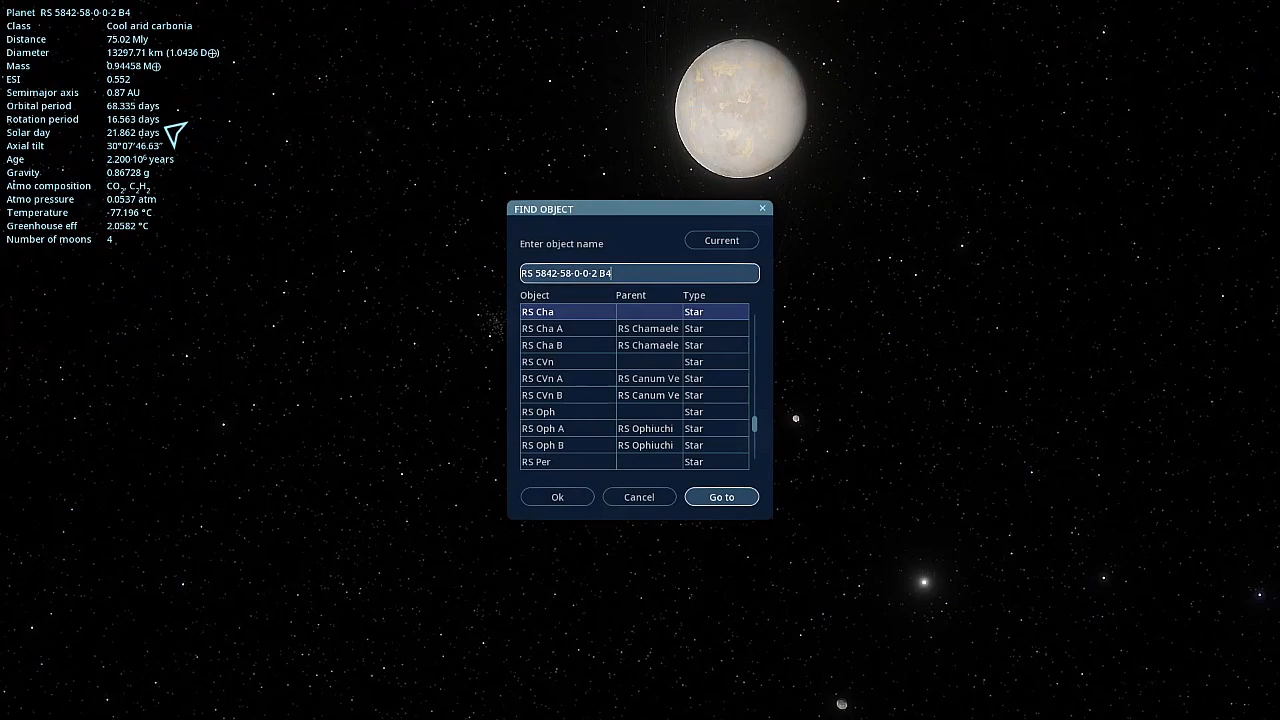 Planet RS 5842-58-0-0-2 B4
Class Cool arid carbonia
Distance 75.02 Mly
Diameter 13297.71 km (1.0436 D⊕)
Mass 0.94458 M⊕
ESI 0.552
Semimajor axis 0.87 AU
Orbital period 68.335 days
Rotation period 16.563 days
Solar day 21.862 days
Axial tilt 30°07′46.63″
Age 2.200·10⁶ years
Gravity 0.86728 g
Atmo composition CO₂, C₂H₂
Atmo pressure 0.0537 atm
Temperature -77.196 °C
Greenhouse eff 2.0582 °C
Number of moons 4
FIND OBJECT ×
Enter object name Current
RS 5842-58-0-0-2 B4
Object Parent Type
RS Cha Star
RS Cha A RS Chamaele Star
RS Cha B RS Chamaele Star
RS CVn Star
RS CVn A RS Canum Ve Star
RS CVn B RS Canum Ve Star
RS Oph Star
RS Oph A RS Ophiuchi Star
RS Oph B RS Ophiuchi Star
RS Per Star
Ok Cancel Go to